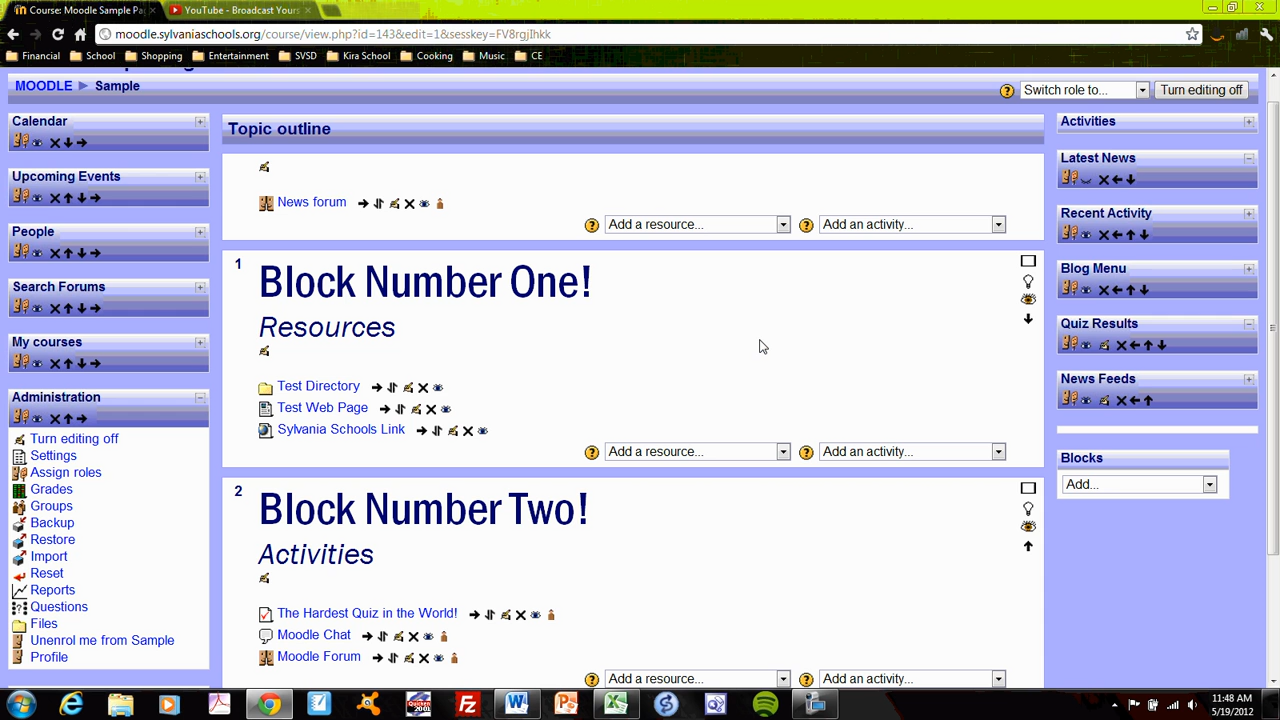 Course: Moodle Sample Pa
YouTube - Broadcast Yours
moodle.sylvaniaschools.org/course/view.php?id=143&edit=1&sesskey=FV8rgjIhkk
Financial School Shopping Entertainment SVSD Kira School Cooking Music CE
MOODLE ► Sample
Switch role to...
Turn editing off
Calendar
Upcoming Events
People
Search Forums
My courses
Administration
Turn editing off
Settings
Assign roles
Grades
Groups
Backup
Restore
Import
Reset
Reports
Questions
Files
Unenrol me from Sample
Profile
Topic outline
News forum
Add a resource... Add an activity...
1
Block Number One!
Resources
Test Directory
Test Web Page
Sylvania Schools Link
Add a resource... Add an activity...
2
Block Number Two!
Activities
The Hardest Quiz in the World!
Moodle Chat
Moodle Forum
Add a resource... Add an activity...
Activities
Latest News
Recent Activity
Blog Menu
Quiz Results
News Feeds
Blocks
Add...
11:48 AM
5/19/2012